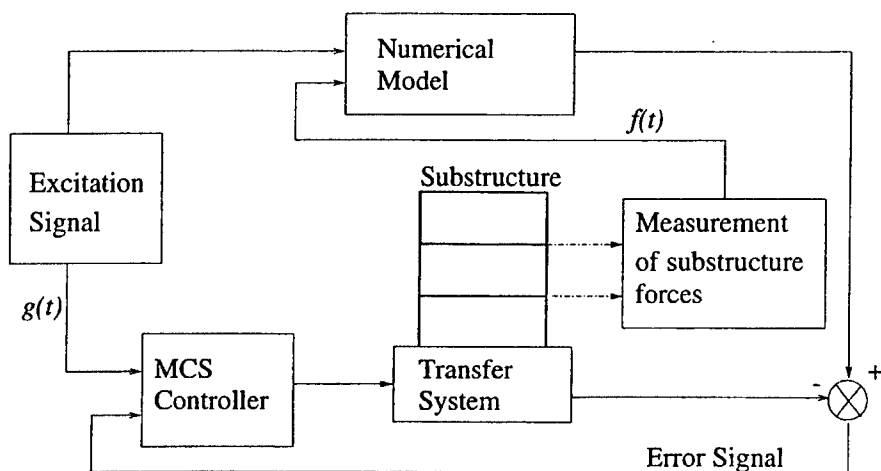 Numerical
Model
f(t)
Excitation
Signal
Substructure
Measurement
of substructure
forces
g(t)
MCS
Controller
Transfer
System
-
+
Error Signal